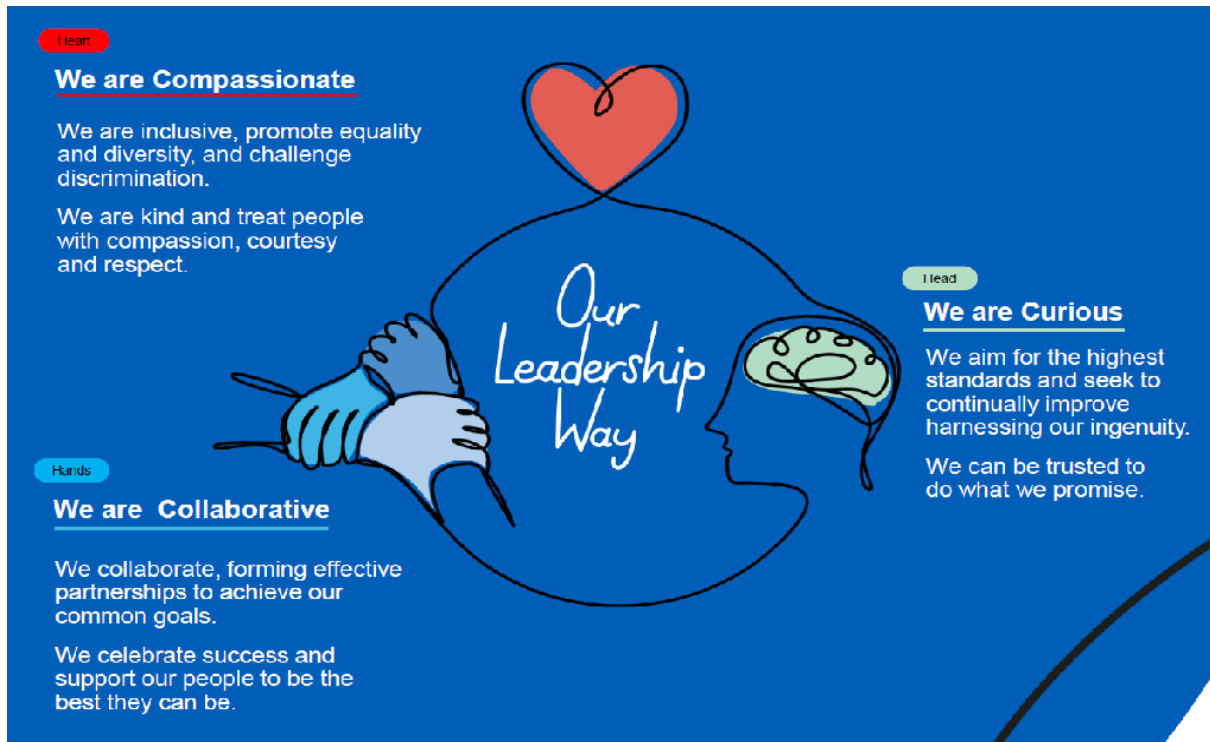 Heart
We are Compassionate
We are inclusive, promote equality
and diversity, and challenge
discrimination.
We are kind and treat people
with compassion, courtesy
and respect.
Our
Leadership
Way
Head
We are Curious
We aim for the highest
standards and seek to
continually improve
harnessing our ingenuity.
We can be trusted to
do what we promise.
Hands
We are  Collaborative
We collaborate, forming effective
partnerships to achieve our
common goals.
We celebrate success and
support our people to be the
best they can be.